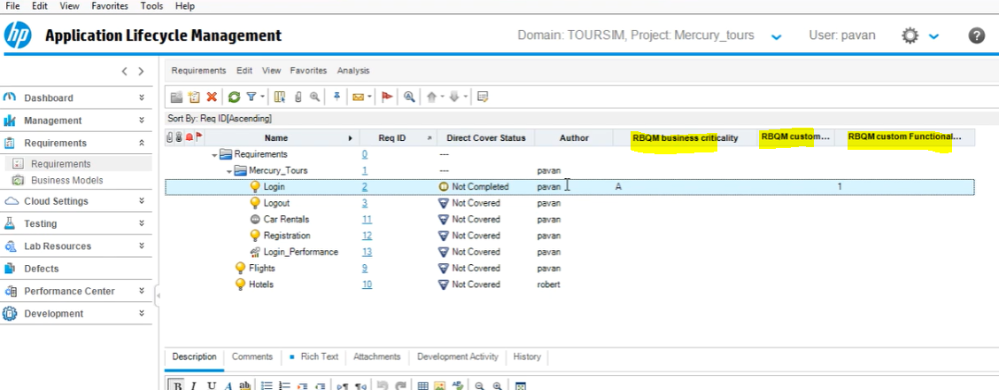 File Edit View Favorites Tools Help
hp Application Lifecycle Management Domain: TOURSIM, Project: Mercury_tours User: pavan ?
Requirements Edit View Favorites Analysis
Dashboard
Management
Requirements
Requirements
Business Models
Cloud Settings
Testing
Lab Resources
Defects
Performance Center
Development
Sort By: Req ID[Ascending]
Name Req ID Direct Cover Status Author RBQM business criticality RBQM custom... RBQM custom Functional...
Requirements 0 ---
Mercury_Tours 1 --- pavan
Login 2 Not Completed pavan A 1
Logout 3 Not Covered pavan
Car Rentals 11 Not Covered pavan
Registration 12 Not Covered pavan
Login_Performance 13 Not Covered pavan
Flights 9 Not Covered pavan
Hotels 10 Not Covered robert
Description Comments Rich Text Attachments Development Activity History
B I U A ab